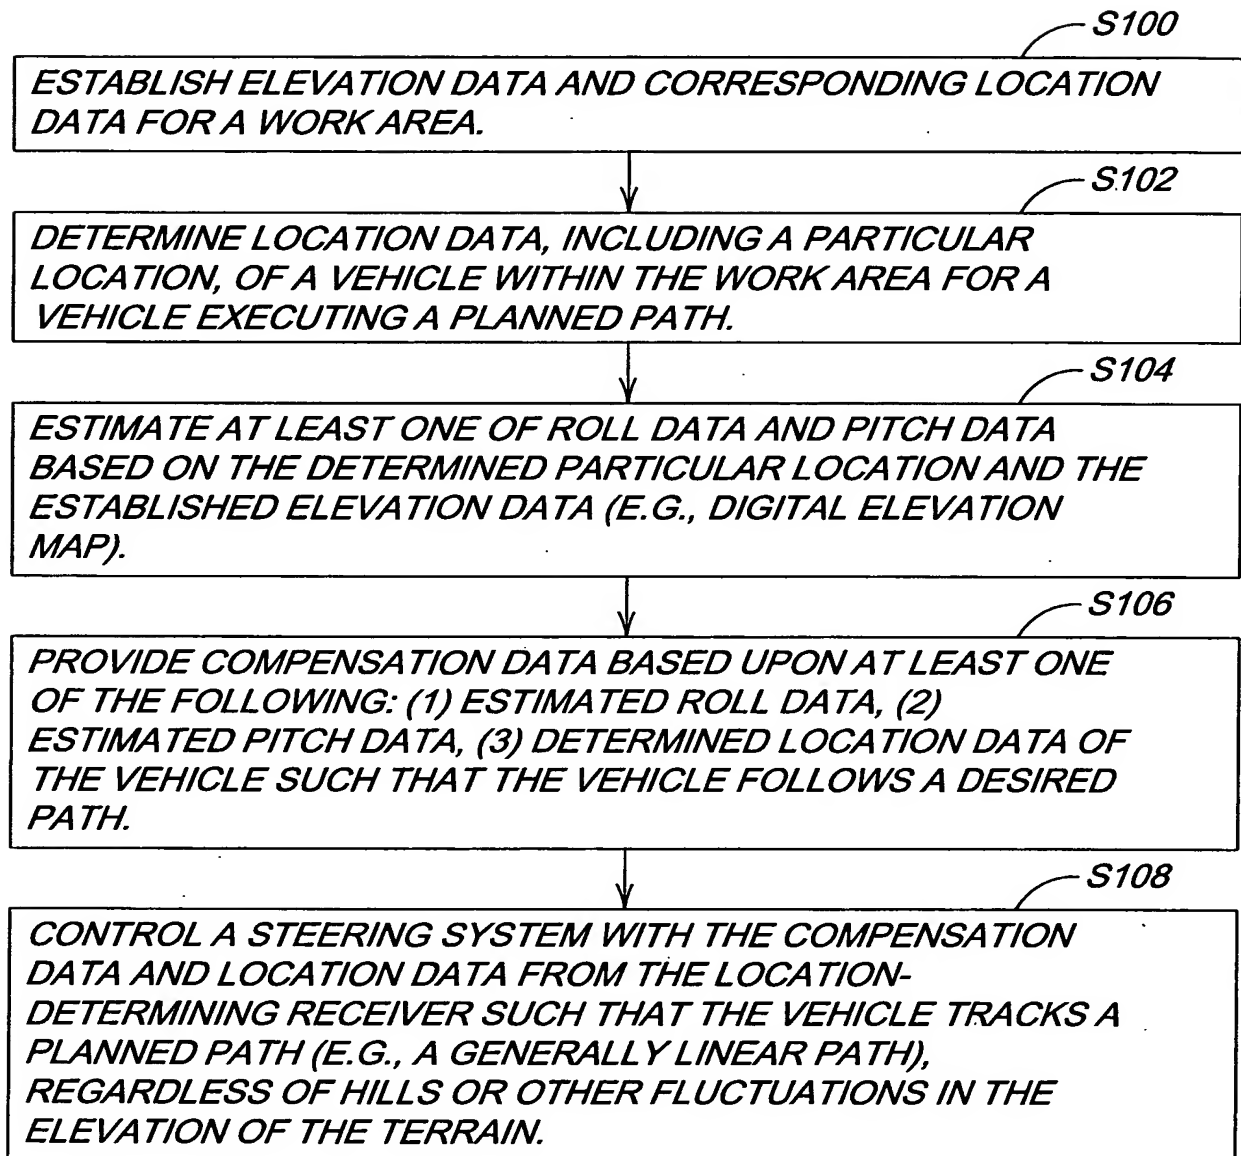 S100
ESTABLISH ELEVATION DATA AND CORRESPONDING LOCATION
DATA FOR A WORK AREA.
S102
DETERMINE LOCATION DATA, INCLUDING A PARTICULAR
LOCATION, OF A VEHICLE WITHIN THE WORK AREA FOR A
VEHICLE EXECUTING A PLANNED PATH.
S104
ESTIMATE AT LEAST ONE OF ROLL DATA AND PITCH DATA
BASED ON THE DETERMINED PARTICULAR LOCATION AND THE
ESTABLISHED ELEVATION DATA (E.G., DIGITAL ELEVATION
MAP).
S106
PROVIDE COMPENSATION DATA BASED UPON AT LEAST ONE
OF THE FOLLOWING: (1) ESTIMATED ROLL DATA, (2)
ESTIMATED PITCH DATA, (3) DETERMINED LOCATION DATA OF
THE VEHICLE SUCH THAT THE VEHICLE FOLLOWS A DESIRED
PATH.
S108
CONTROL A STEERING SYSTEM WITH THE COMPENSATION
DATA AND LOCATION DATA FROM THE LOCATION-
DETERMINING RECEIVER SUCH THAT THE VEHICLE TRACKS A
PLANNED PATH (E.G., A GENERALLY LINEAR PATH),
REGARDLESS OF HILLS OR OTHER FLUCTUATIONS IN THE
ELEVATION OF THE TERRAIN.